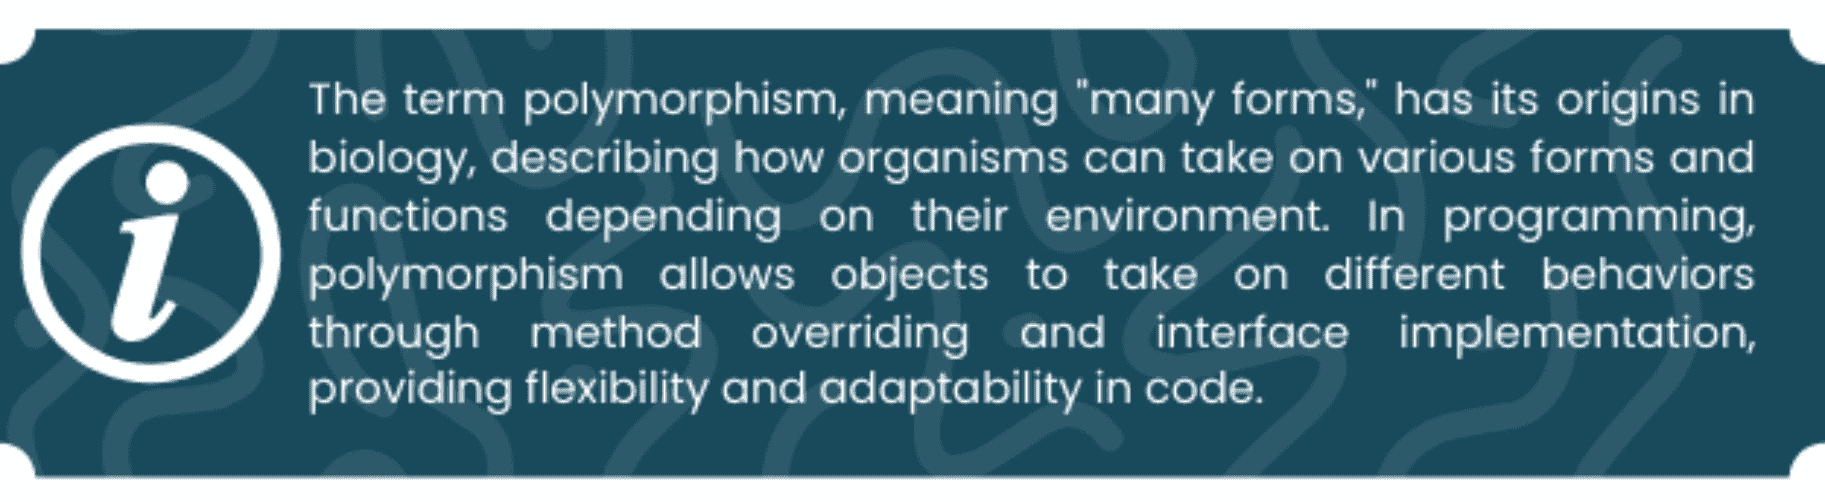 The term polymorphism, meaning "many forms," has its origins in
biology, describing how organisms can take on various forms and
functions depending on their environment. In programming,
polymorphism allows objects to take on different behaviors
through method overriding and interface implementation,
providing flexibility and adaptability in code.